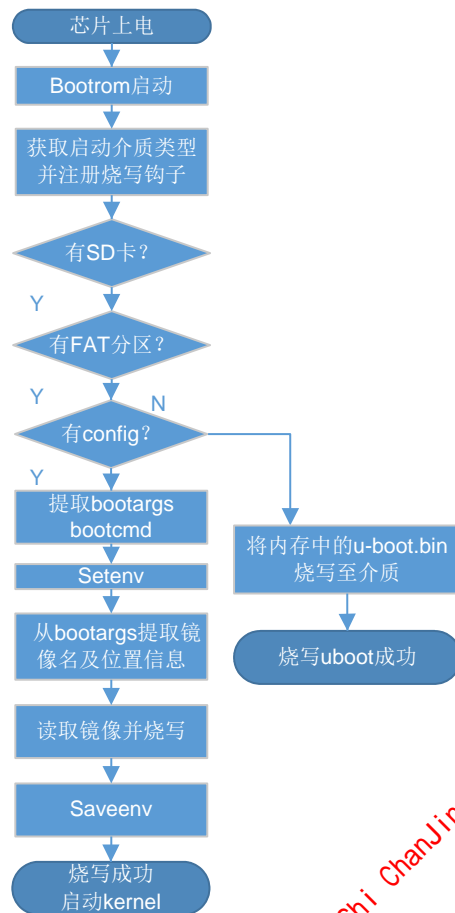 芯片上电
Bootrom启动
获取启动介质类型
并注册烧写钩子
有SD卡？
Y
有FAT分区？
Y
N
有config？
Y
提取bootargs
bootcmd
将内存中的u-boot.bin
烧写至介质
Setenv
从bootargs提取镜
像名及位置信息
烧写uboot成功
读取镜像并烧写
Saveenv
烧写成功
启动kernel
hi ChanJin